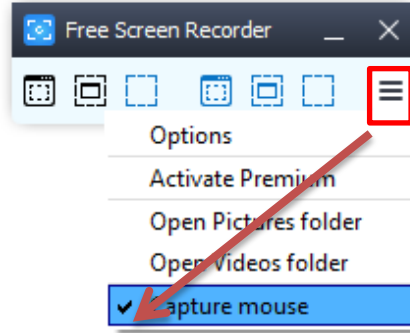 Free Screen Recorder
Options
Activate Premium
Open Pictures folder
Open Videos folder
Capture mouse